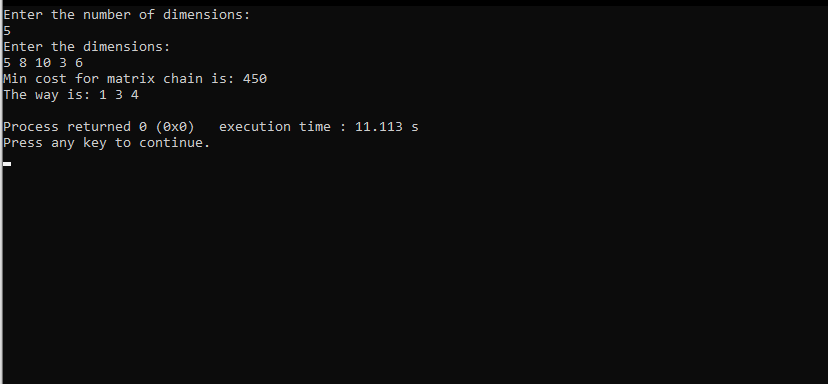 Enter the number of dimensions:
5
Enter the dimensions:
5 8 10 3 6
Min cost for matrix chain is: 450
The way is: 1 3 4
Process returned 0 (0x0)   execution time : 11.113 s
Press any key to continue.